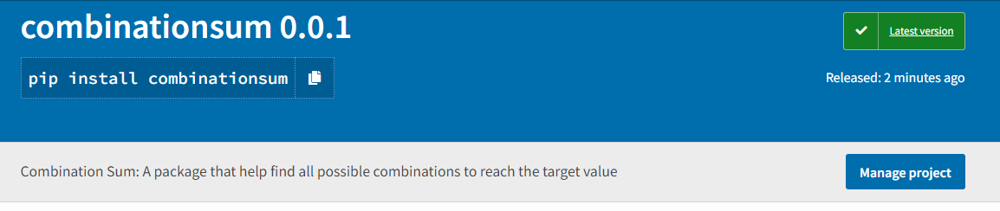 combinationsum 0.0.1
Latest version
pip install combinationsum
Released: 2 minutes ago
Combination Sum: A package that help find all possible combinations to reach the target value
Manage project